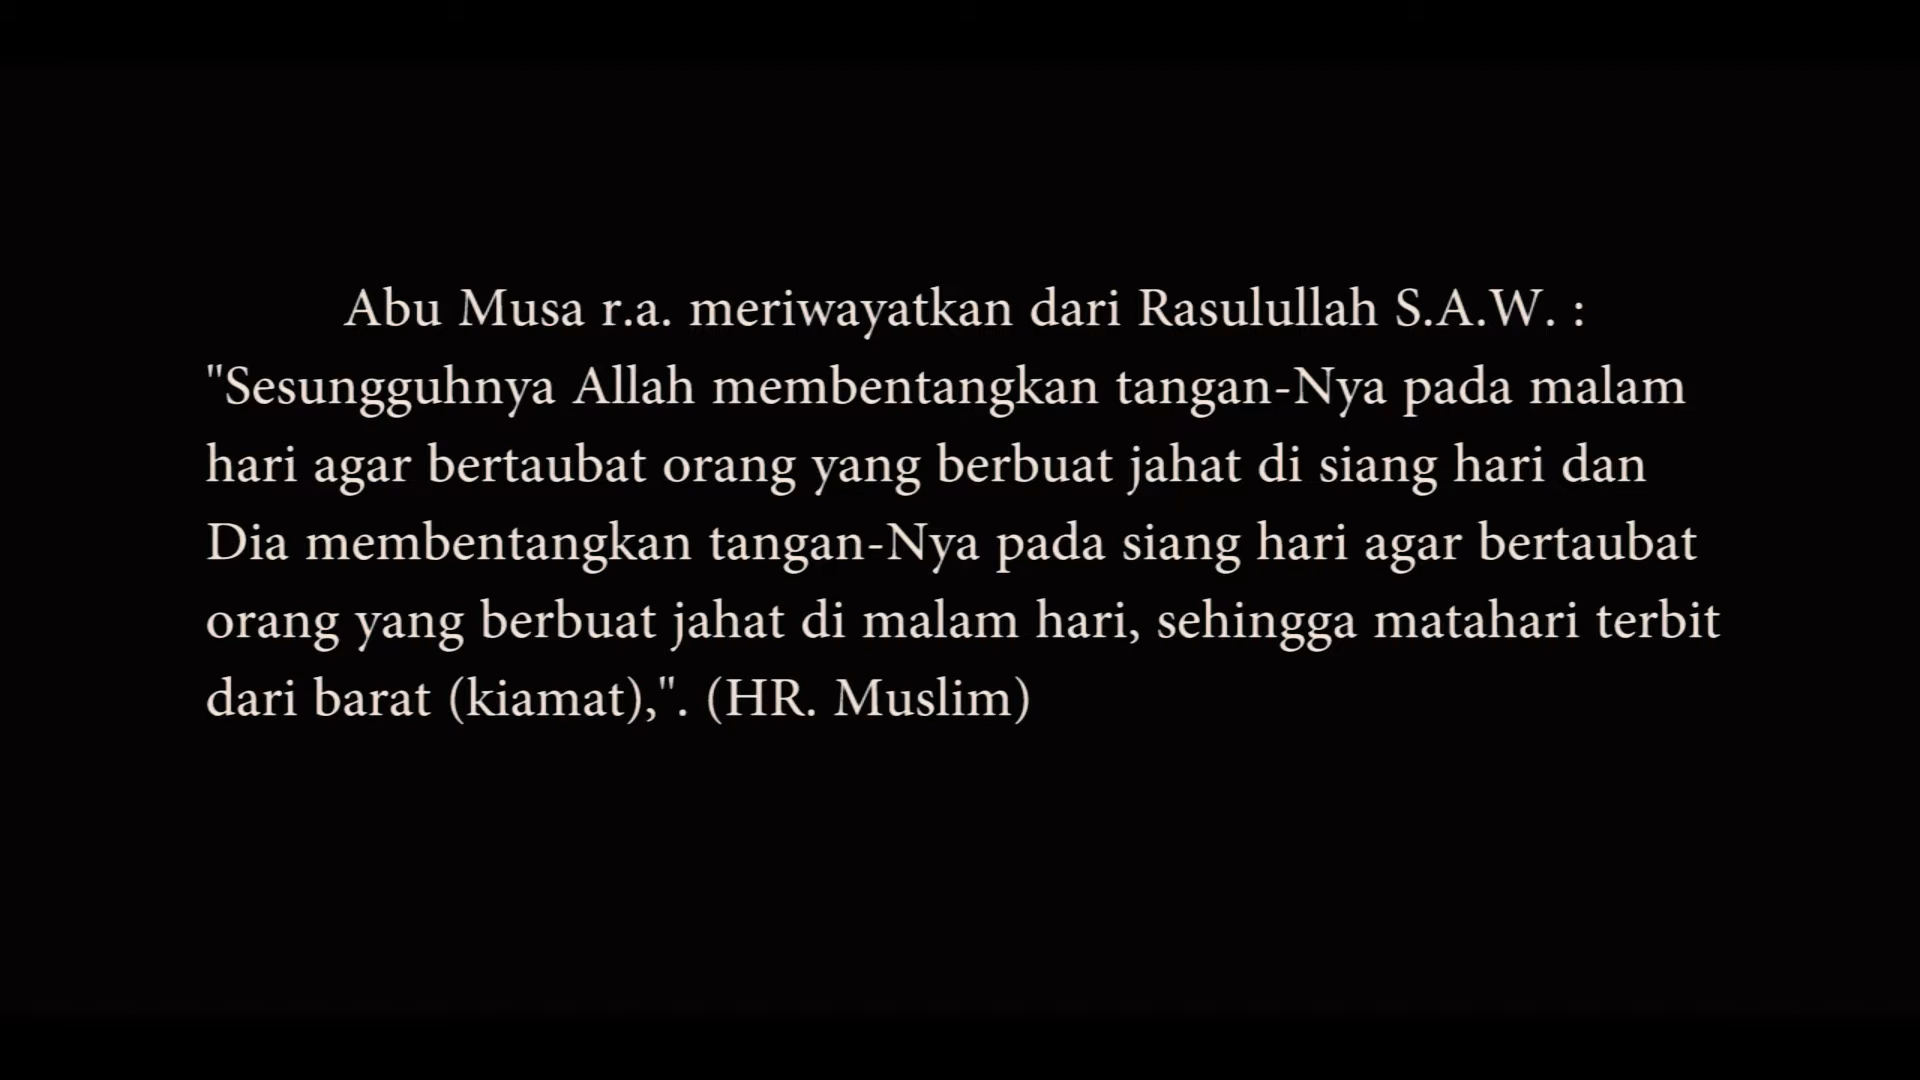 Abu Musa r.a. meriwayatkan dari Rasulullah S.A.W. :
"Sesungguhnya Allah membentangkan tangan-Nya pada malam
hari agar bertaubat orang yang berbuat jahat di siang hari dan
Dia membentangkan tangan-Nya pada siang hari agar bertaubat
orang yang berbuat jahat di malam hari, sehingga matahari terbit
dari barat (kiamat),". (HR. Muslim)